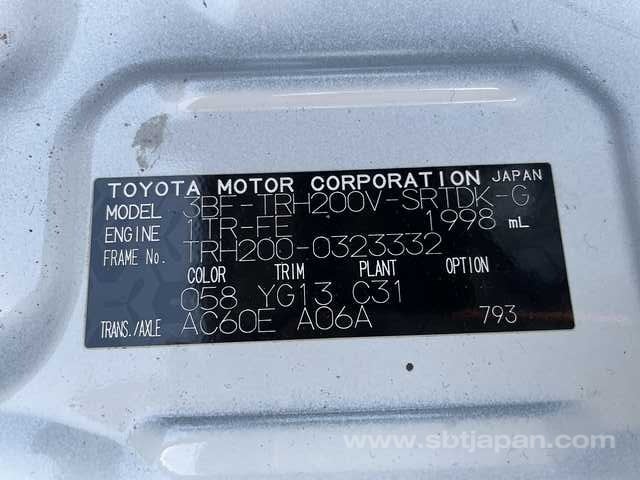 TOYOTA MOTOR CORPORATION JAPAN
MODEL 3BF-TRH200V-SRTDK-G
ENGINE 1TR-FE 1998 mL
FRAME No. TRH200-0323332
COLOR TRIM PLANT OPTION
058 YG13 C31
TRANS./AXLE AC60E A06A 793
www.sbtjapan.com